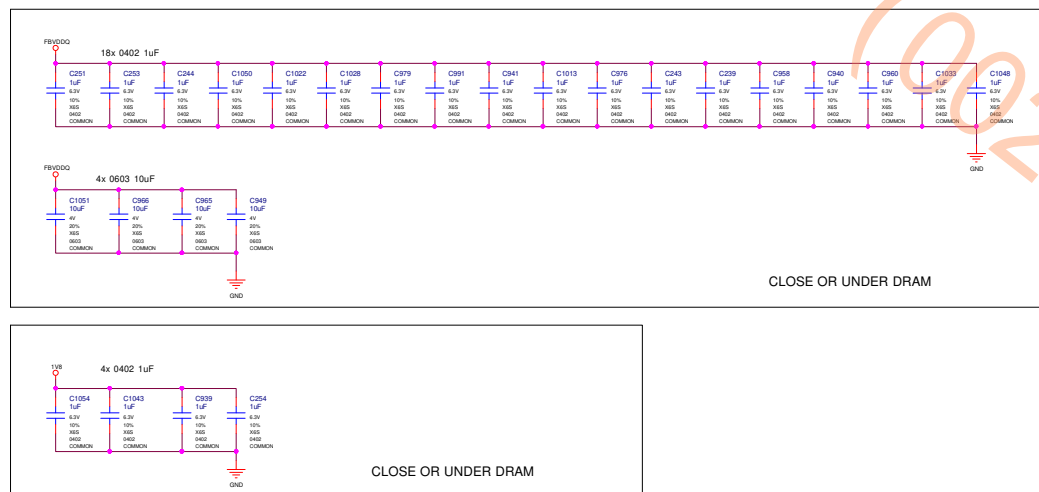 FBVDDQ
18x 0402 1uF
C251 C253 C244 C1050 C1022 C1028 C979 C991 C941 C1013 C976 C243 C239 C958 C940 C960 C1033 C1048
1uF 1uF 1uF 1uF 1uF 1uF 1uF 1uF 1uF 1uF 1uF 1uF 1uF 1uF 1uF 1uF 1uF 1uF
6.3V 6.3V 6.3V 6.3V 6.3V 6.3V 6.3V 6.3V 6.3V 6.3V 6.3V 6.3V 6.3V 6.3V 6.3V 6.3V 6.3V 6.3V
10% 10% 10% 10% 10% 10% 10% 10% 10% 10% 10% 10% 10% 10% 10% 10% 10% 10%
X6S X6S X6S X6S X6S X6S X6S X6S X6S X6S X6S X6S X6S X6S X6S X6S X6S X6S
0402 0402 0402 0402 0402 0402 0402 0402 0402 0402 0402 0402 0402 0402 0402 0402 0402 0402
COMMON COMMON COMMON COMMON COMMON COMMON COMMON COMMON COMMON COMMON COMMON COMMON COMMON COMMON COMMON COMMON COMMON COMMON
GND
FBVDDQ
4x 0603 10uF
C1051 C966 C965 C949
10uF 10uF 10uF 10uF
4V 4V 4V 4V
20% 20% 20% 20%
X6S X6S X6S X6S
0603 0603 0603 0603
COMMON COMMON COMMON COMMON
GND
CLOSE OR UNDER DRAM
1V8
4x 0402 1uF
C1054 C1043 C939 C254
1uF 1uF 1uF 1uF
6.3V 6.3V 6.3V 6.3V
10% 10% 10% 10%
X6S X6S X6S X6S
0402 0402 0402 0402
COMMON COMMON COMMON COMMON
GND
CLOSE OR UNDER DRAM